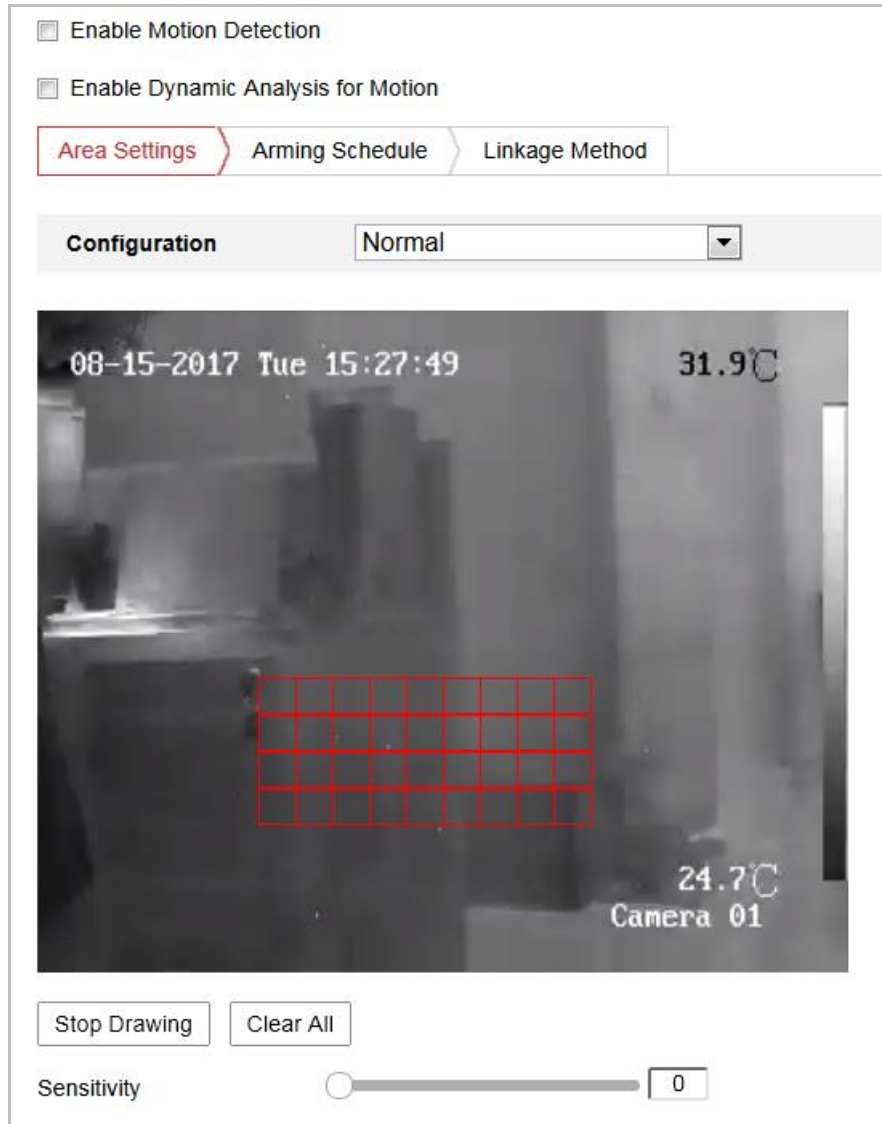 Enable Motion Detection
Enable Dynamic Analysis for Motion
Area Settings Arming Schedule Linkage Method
Configuration Normal
08-15-2017 Tue 15:27:49 31.9℃
24.7℃
Camera 01
Stop Drawing Clear All
Sensitivity 0